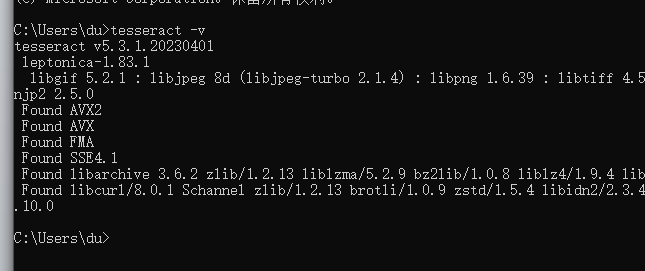 (c) Microsoft Corporation。保留所有权利。
C:\Users\du>tesseract -v
tesseract v5.3.1.20230401
leptonica-1.83.1
libgif 5.2.1 : libjpeg 8d (libjpeg-turbo 2.1.4) : libpng 1.6.39 : libtiff 4.5
njp2 2.5.0
Found AVX2
Found AVX
Found FMA
Found SSE4.1
Found libarchive 3.6.2 zlib/1.2.13 liblzma/5.2.9 bz2lib/1.0.8 liblz4/1.9.4 lib
Found libcurl/8.0.1 Schannel zlib/1.2.13 brotli/1.0.9 zstd/1.5.4 libidn2/2.3.4
.10.0
C:\Users\du>